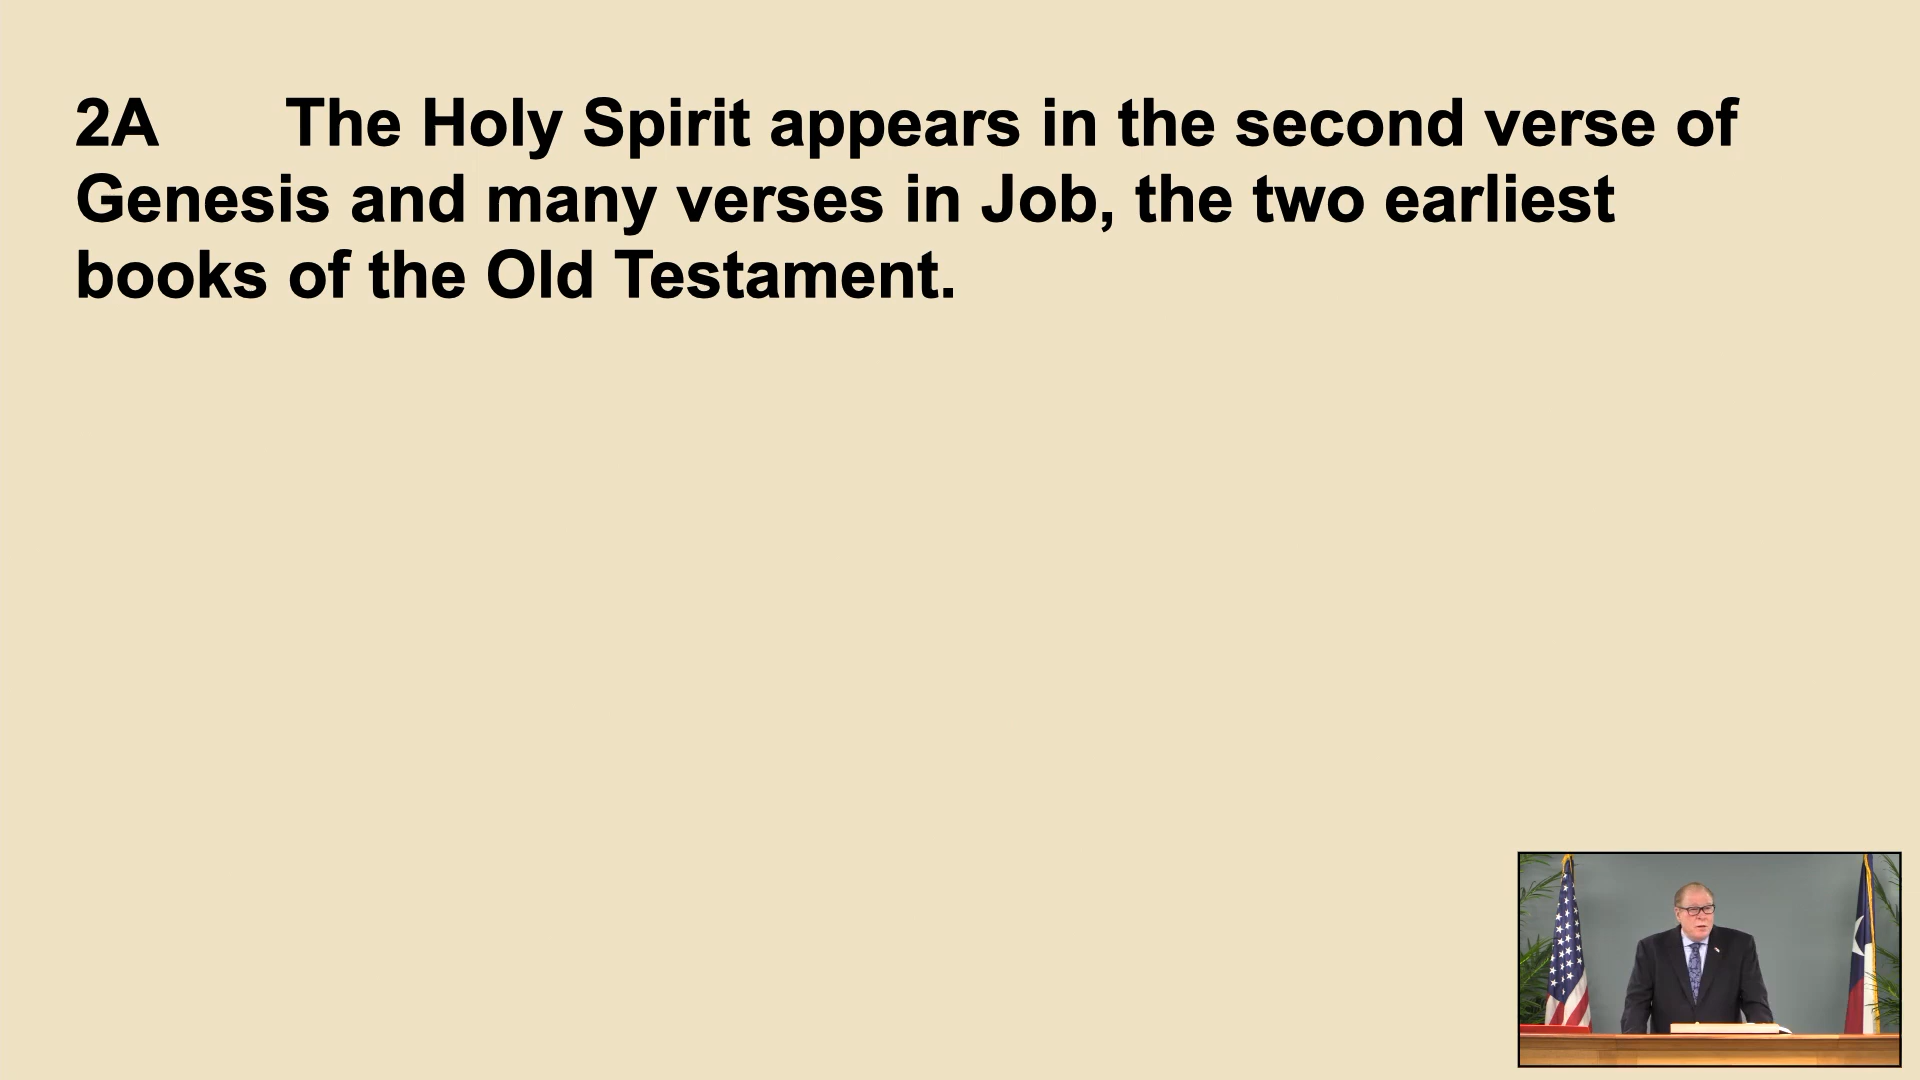 2A The Holy Spirit appears in the second verse of
Genesis and many verses in Job, the two earliest
books of the Old Testament.